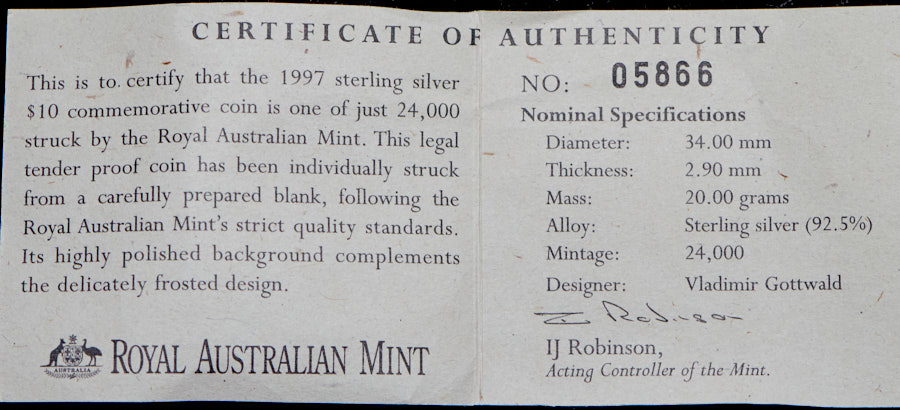 CERTIFICATE OF AUTHENTICITY
This is to certify that the 1997 sterling silver
$10 commemorative coin is one of just 24,000
struck by the Royal Australian Mint. This legal
tender proof coin has been individually struck
from a carefully prepared blank, following the
Royal Australian Mint's strict quality standards.
Its highly polished background complements
the delicately frosted design.
AUSTRALIA
ROYAL AUSTRALIAN MINT
NO: 05866
Nominal Specifications
Diameter: 34.00 mm
Thickness: 2.90 mm
Mass: 20.00 grams
Alloy: Sterling silver (92.5%)
Mintage: 24,000
Designer: Vladimir Gottwald
IJ Robinson
IJ Robinson,
Acting Controller of the Mint.